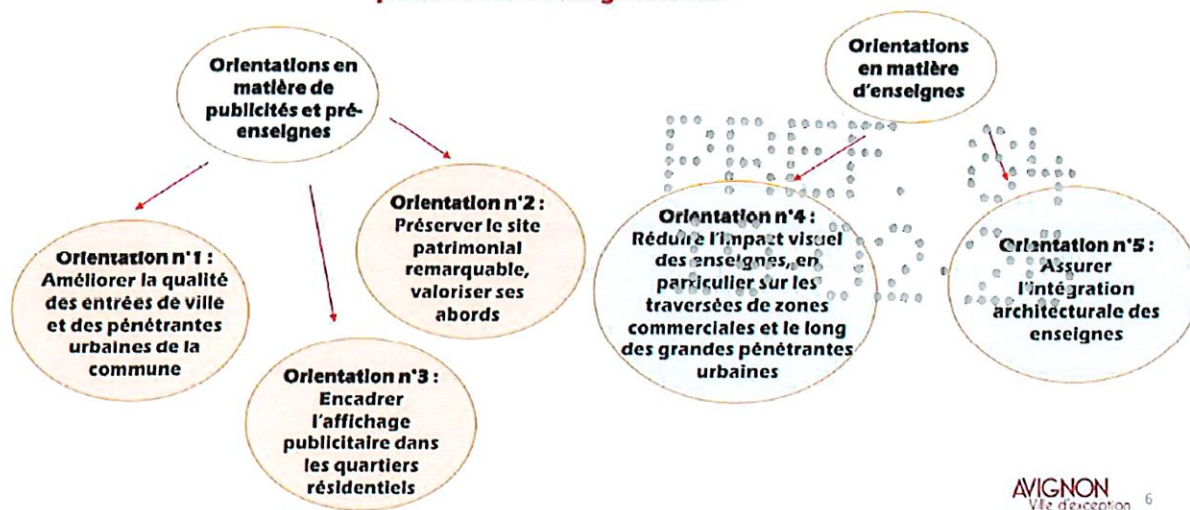 Orientations en
matière de
publicités et pré-
enseignes
Orientation n°1 :
Améliorer la qualité
des entrées de ville
et des pénétrantes
urbaines de la
commune
Orientation n°2 :
Préserver le site
patrimonial
remarquable,
valoriser ses
abords
Orientation n°3 :
Encadrer
l'affichage
publicitaire dans
les quartiers
résidentiels
Orientations
en matière
d'enseignes
PREF. 84
Orientation n°4 :
Réduire l'impact visuel
des enseignes, en
particulier sur les
traversées de zones
commerciales et le long
des grandes pénétrantes
urbaines
Orientation n°5 :
Assurer
l'intégration
architecturale des
enseignes
AVIGNON
Ville d'exception
6